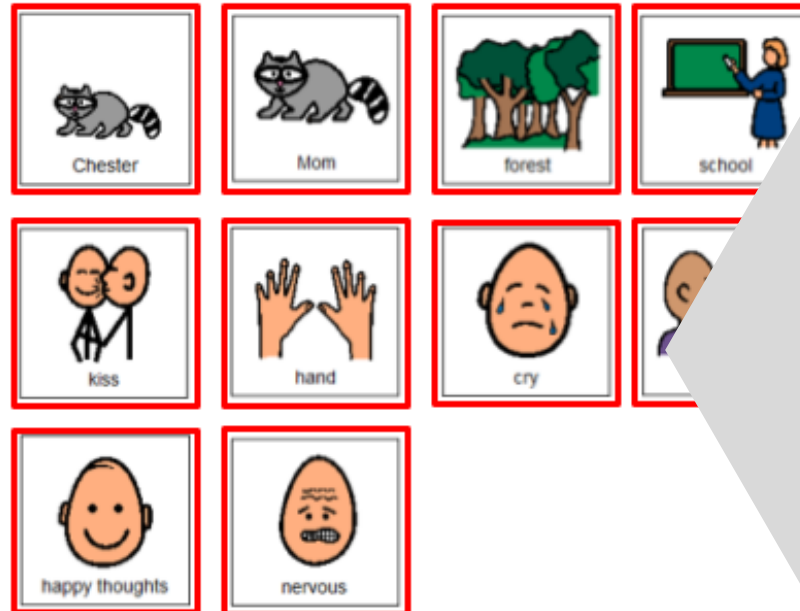 Chester
Mom
forest
school
kiss
hand
cry
happy thoughts
nervous